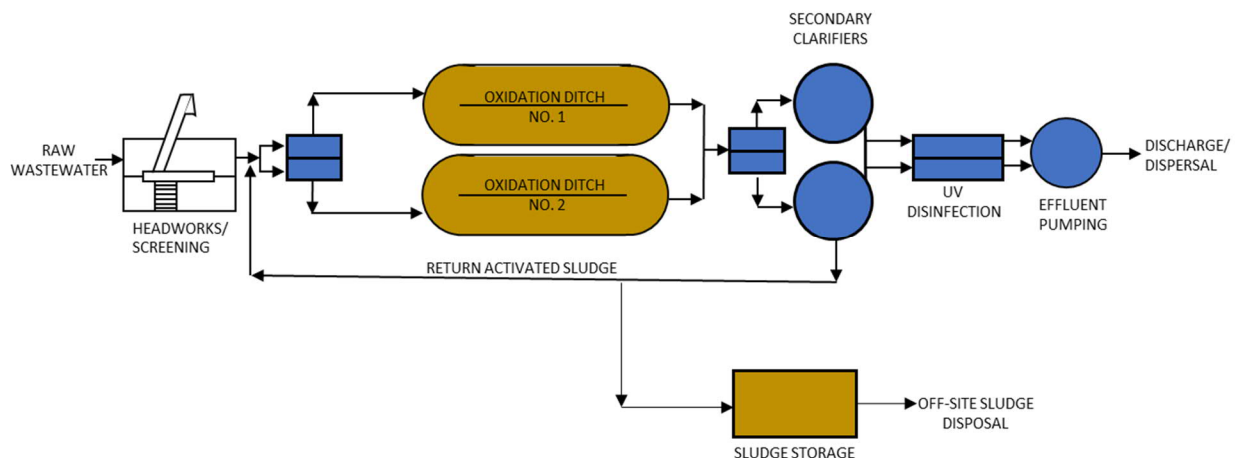 SECONDARY
CLARIFIERS
OXIDATION DITCH
NO. 1
RAW
WASTEWATER
DISCHARGE/
DISPERSAL
OXIDATION DITCH
NO. 2
UV
DISINFECTION
EFFLUENT
PUMPING
HEADWORKS/
SCREENING
RETURN ACTIVATED SLUDGE
OFF-SITE SLUDGE
DISPOSAL
SLUDGE STORAGE